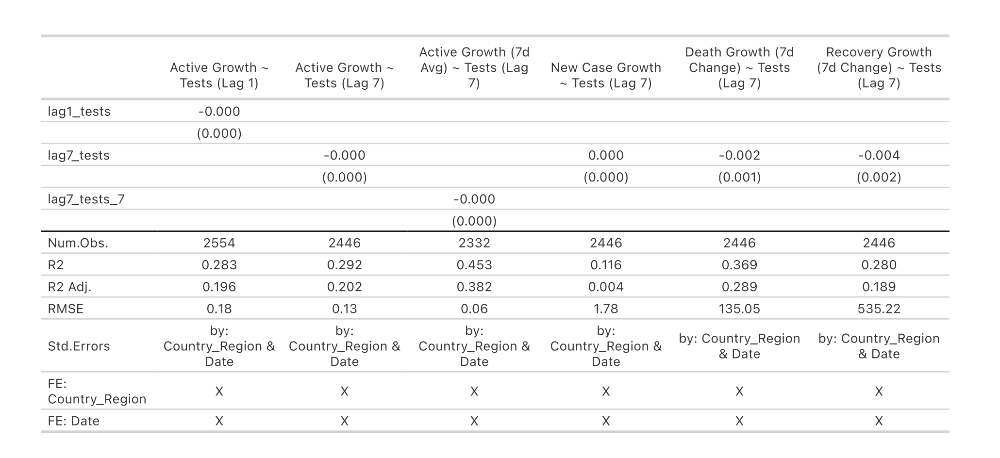 Active Growth ~ Tests (Lag 1) Active Growth ~ Tests (Lag 7) Active Growth (7d Avg) ~ Tests (Lag 7) New Case Growth ~ Tests (Lag 7) Death Growth (7d Change) ~ Tests (Lag 7) Recovery Growth (7d Change) ~ Tests (Lag 7)
lag1_tests -0.000
(0.000)
lag7_tests -0.000 0.000 -0.002 -0.004
(0.000) (0.000) (0.001) (0.002)
lag7_tests_7 -0.000
(0.000)
Num.Obs. 2554 2446 2332 2446 2446 2446
R2 0.283 0.292 0.453 0.116 0.369 0.280
R2 Adj. 0.196 0.202 0.382 0.004 0.289 0.189
RMSE 0.18 0.13 0.06 1.78 135.05 535.22
Std.Errors by: Country_Region & Date by: Country_Region & Date by: Country_Region & Date by: Country_Region & Date by: Country_Region & Date by: Country_Region & Date
FE: Country_Region X X X X X X
FE: Date X X X X X X